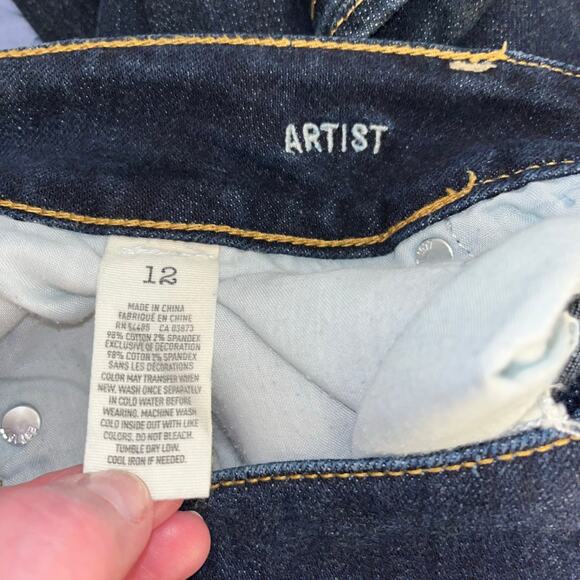 ARTIST
12
MADE IN CHINA
FABRIQUÉ EN CHINE
RN 54485 CA 03873
98% COTTON 2% SPANDEX
EXCLUSIVE OF DECORATION
98% COTON 2% SPANDEX
SANS LES DÉCORATIONS
COLOR MAY TRANSFER WHEN
NEW. WASH ONCE SEPARATELY
IN COLD WATER BEFORE
WEARING. MACHINE WASH
COLD INSIDE OUT WITH LIKE
COLORS, DO NOT BLEACH.
TUMBLE DRY LOW.
COOL IRON IF NEEDED.